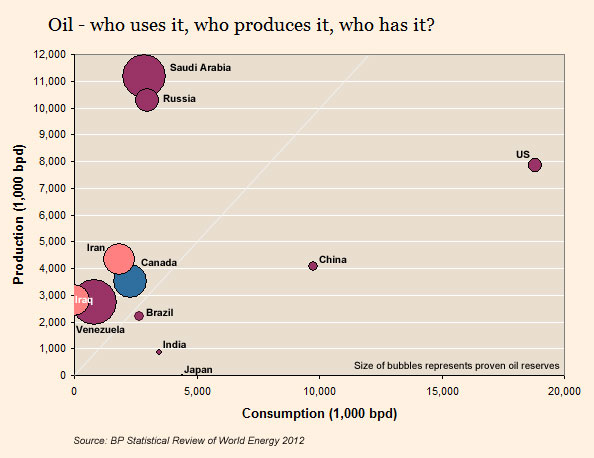 Oil - who uses it, who produces it, who has it?
12,000
11,000
10,000
9,000
8,000
7,000
6,000
5,000
4,000
3,000
2,000
1,000
0
Production (1,000 bpd)
Saudi Arabia
Russia
US
Iran
Canada
China
Iraq
Venezuela
Brazil
India
Japan
Size of bubbles represents proven oil reserves
0
5,000
10,000
15,000
20,000
Consumption (1,000 bpd)
Source: BP Statistical Review of World Energy 2012